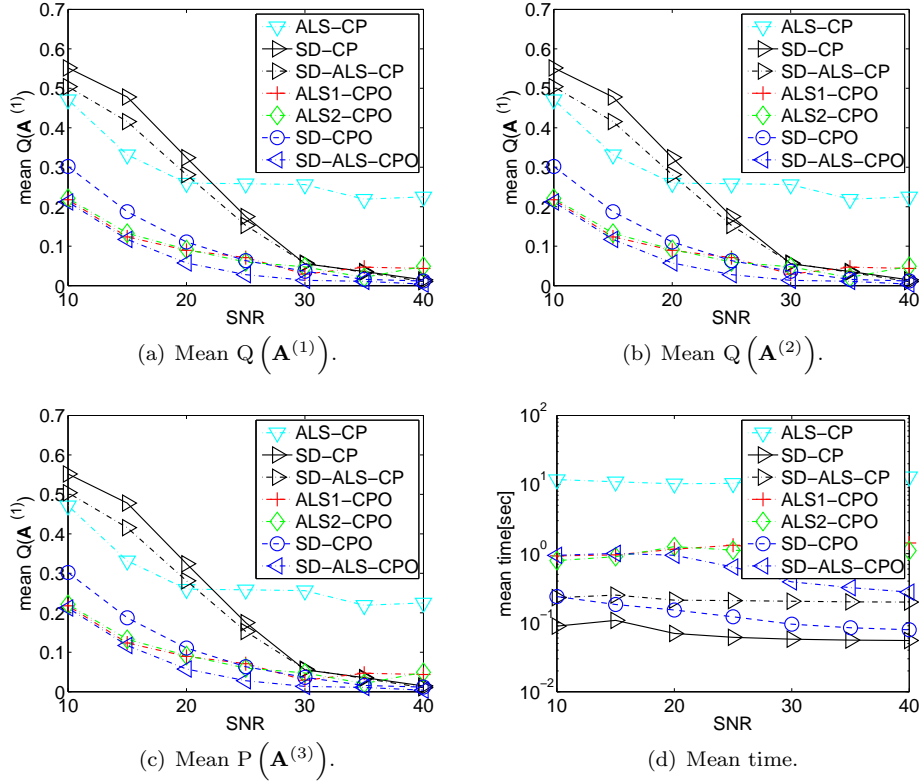 0.7
0.6
0.5
0.4
0.3
0.2
0.1
0
mean Q(A (1))
10 20 30 40
SNR
ALS−CP
SD−CP
SD−ALS−CP
ALS1−CPO
ALS2−CPO
SD−CPO
SD−ALS−CPO
(a) Mean Q (A(1)).
0.7
0.6
0.5
0.4
0.3
0.2
0.1
0
mean Q(A (1))
10 20 30 40
SNR
ALS−CP
SD−CP
SD−ALS−CP
ALS1−CPO
ALS2−CPO
SD−CPO
SD−ALS−CPO
(b) Mean Q (A(2)).
0.7
0.6
0.5
0.4
0.3
0.2
0.1
0
mean Q(A (1))
10 20 30 40
SNR
ALS−CP
SD−CP
SD−ALS−CP
ALS1−CPO
ALS2−CPO
SD−CPO
SD−ALS−CPO
(c) Mean P (A(3)).
10^2
10^1
10^0
10^−1
10^−2
mean time[sec]
10 20 30 40
SNR
ALS−CP
SD−CP
SD−ALS−CP
ALS1−CPO
ALS2−CPO
SD−CPO
SD−ALS−CPO
(d) Mean time.